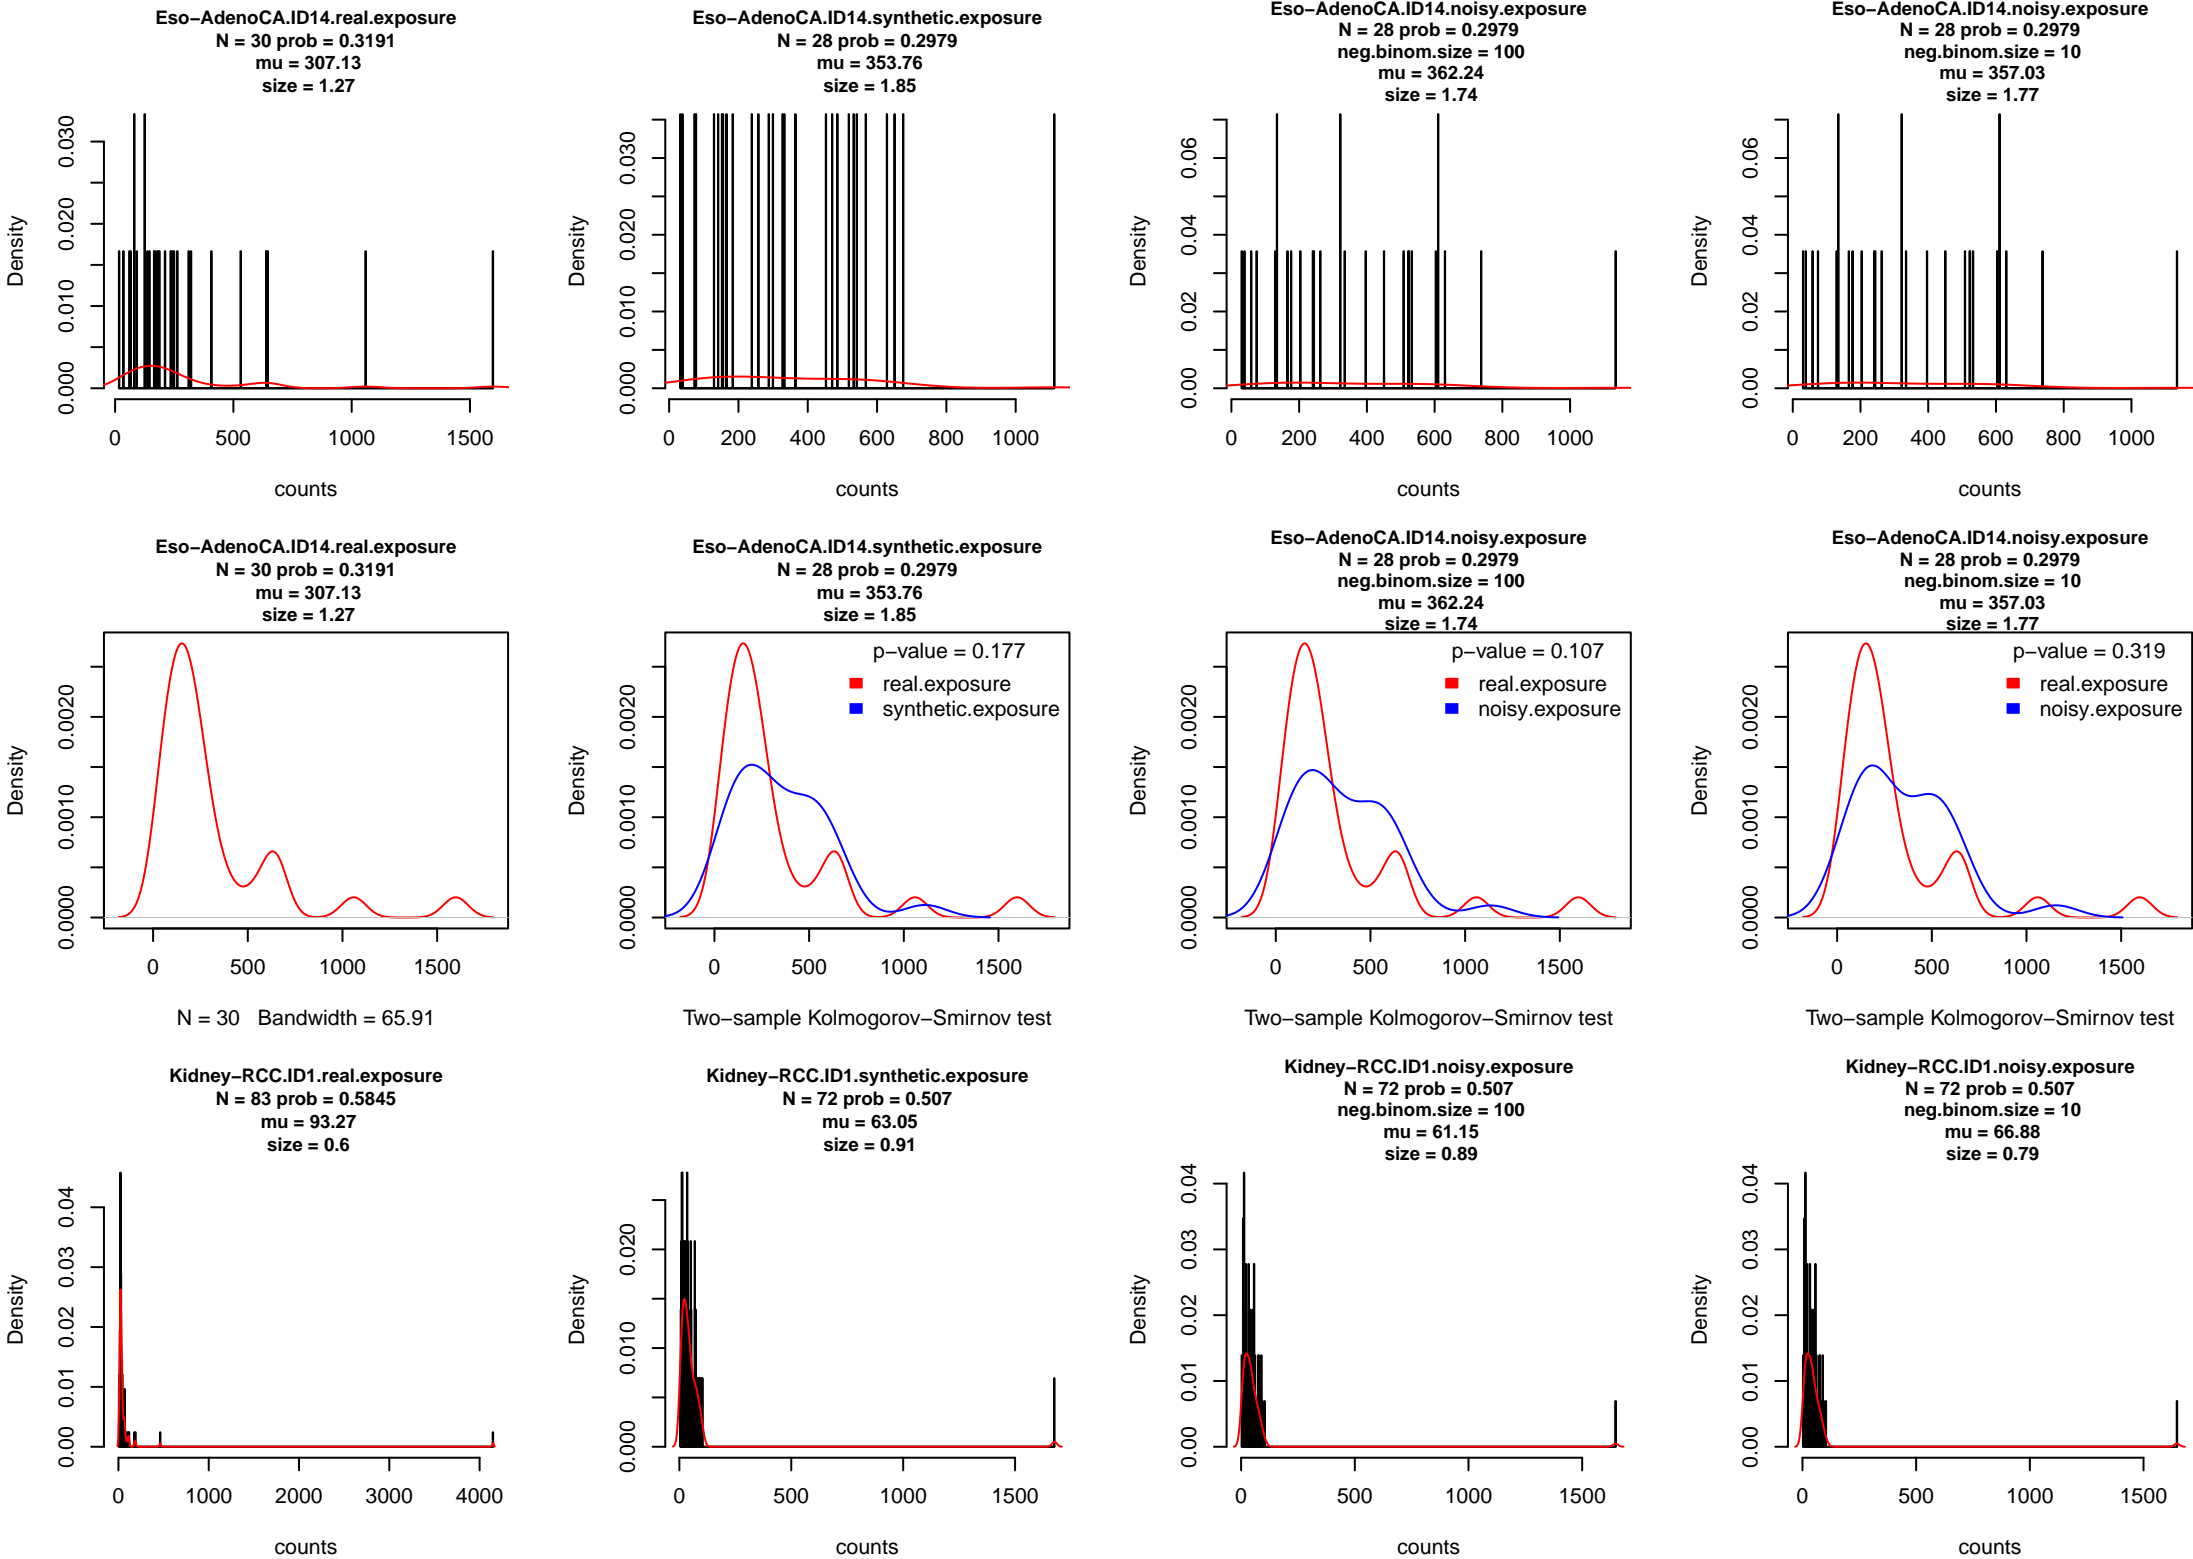 Eso−AdenoCA.ID14.real.exposure
N = 30 prob = 0.3191
mu = 307.13
size = 1.27
Density
0.000 0.010 0.020 0.030
0 500 1000 1500
counts
Eso−AdenoCA.ID14.synthetic.exposure
N = 28 prob = 0.2979
mu = 353.76
size = 1.85
Density
0.000 0.010 0.020 0.030
0 200 400 600 800 1000
counts
Eso−AdenoCA.ID14.noisy.exposure
N = 28 prob = 0.2979
neg.binom.size = 100
mu = 362.24
size = 1.74
Density
0.00 0.02 0.04 0.06
0 200 400 600 800 1000
counts
Eso−AdenoCA.ID14.noisy.exposure
N = 28 prob = 0.2979
neg.binom.size = 10
mu = 357.03
size = 1.77
Density
0.00 0.02 0.04 0.06
0 200 400 600 800 1000
counts
Eso−AdenoCA.ID14.real.exposure
N = 30 prob = 0.3191
mu = 307.13
size = 1.27
Density
0.0000 0.0010 0.0020
0 500 1000 1500
N = 30 Bandwidth = 65.91
Eso−AdenoCA.ID14.synthetic.exposure
N = 28 prob = 0.2979
mu = 353.76
size = 1.85
p−value = 0.177
real.exposure
synthetic.exposure
Density
0.0000 0.0010 0.0020
0 500 1000 1500
Two−sample Kolmogorov−Smirnov test
Eso−AdenoCA.ID14.noisy.exposure
N = 28 prob = 0.2979
neg.binom.size = 100
mu = 362.24
size = 1.74
p−value = 0.107
real.exposure
noisy.exposure
Density
0.0000 0.0010 0.0020
0 500 1000 1500
Two−sample Kolmogorov−Smirnov test
Eso−AdenoCA.ID14.noisy.exposure
N = 28 prob = 0.2979
neg.binom.size = 10
mu = 357.03
size = 1.77
p−value = 0.319
real.exposure
noisy.exposure
Density
0.0000 0.0010 0.0020
0 500 1000 1500
Two−sample Kolmogorov−Smirnov test
Kidney−RCC.ID1.real.exposure
N = 83 prob = 0.5845
mu = 93.27
size = 0.6
Density
0.00 0.01 0.02 0.03 0.04
0 1000 2000 3000 4000
counts
Kidney−RCC.ID1.synthetic.exposure
N = 72 prob = 0.507
mu = 63.05
size = 0.91
Density
0.000 0.010 0.020
0 500 1000 1500
counts
Kidney−RCC.ID1.noisy.exposure
N = 72 prob = 0.507
neg.binom.size = 100
mu = 61.15
size = 0.89
Density
0.00 0.01 0.02 0.03 0.04
0 500 1000 1500
counts
Kidney−RCC.ID1.noisy.exposure
N = 72 prob = 0.507
neg.binom.size = 10
mu = 66.88
size = 0.79
Density
0.00 0.01 0.02 0.03 0.04
0 500 1000 1500
counts